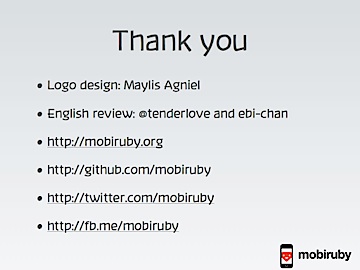 Thank you
• Logo design: Maylis Agniel
• English review: @tenderlove and ebi-chan
• http://mobiruby.org
• http://github.com/mobiruby
• http://twitter.com/mobiruby
• http://fb.me/mobiruby
mobiruby